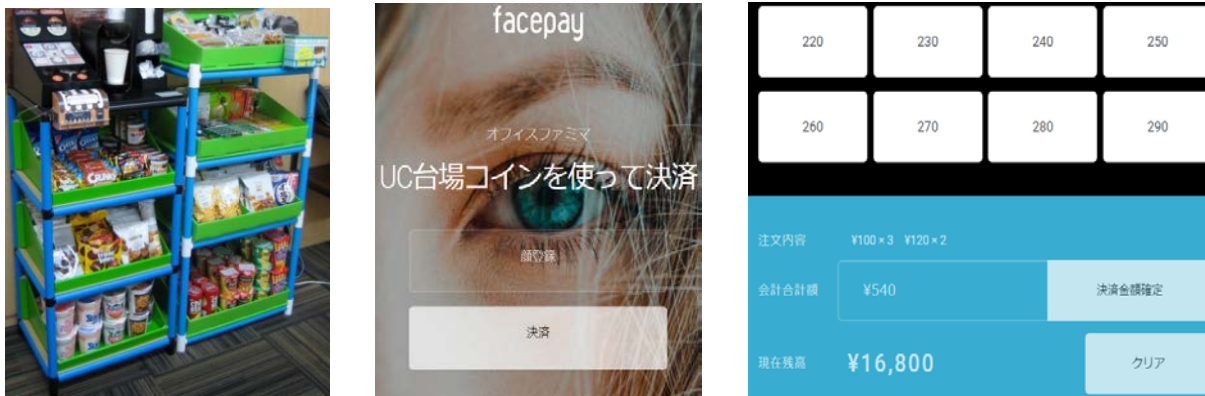 facepay
オフィスファミマ
UC台場コインを使って決済
顔登録
決済
220 230 240 250
260 270 280 290
注文内容 ¥100×3 ¥120×2
会計合計額 ¥540 決済金額確定
現在残高 ¥16,800 クリア